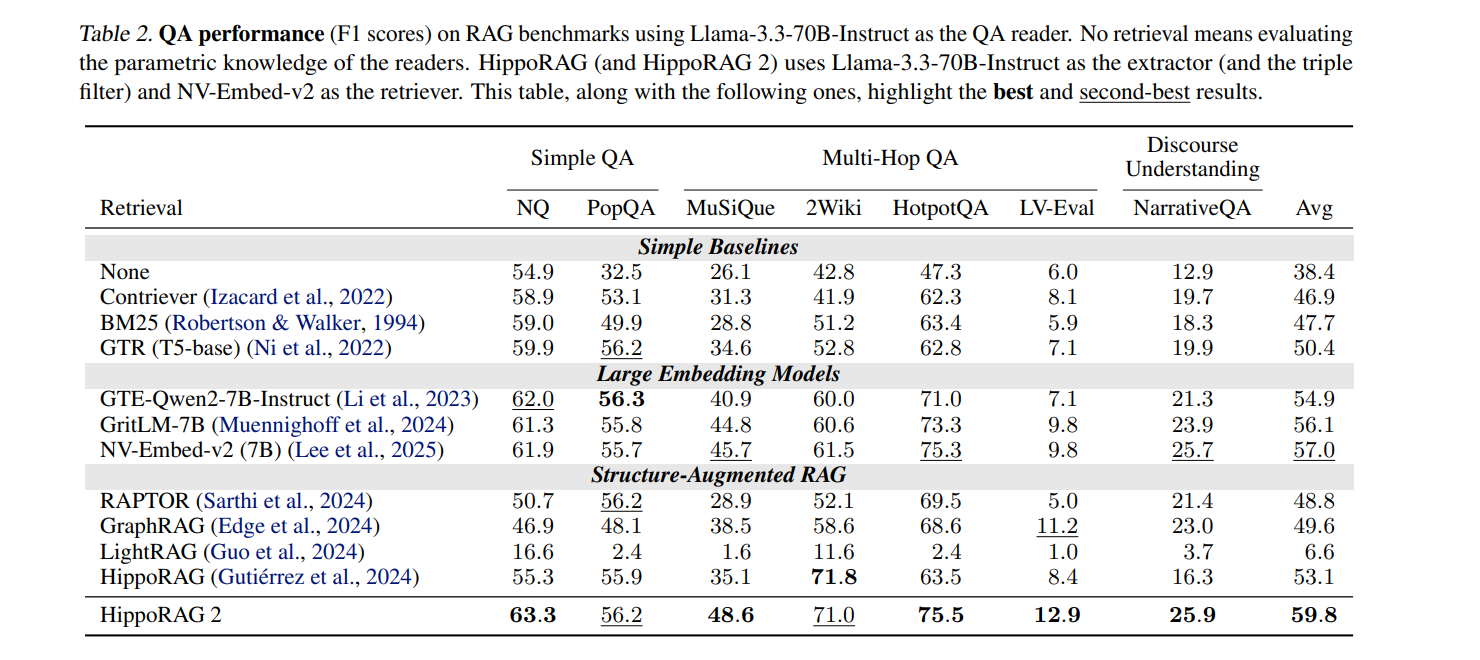 Table 2. QA performance (F1 scores) on RAG benchmarks using Llama-3.3-70B-Instruct as the QA reader. No retrieval means evaluating
the parametric knowledge of the readers. HippoRAG (and HippoRAG 2) uses Llama-3.3-70B-Instruct as the extractor (and the triple
filter) and NV-Embed-v2 as the retriever. This table, along with the following ones, highlight the best and second-best results.
Simple QA Multi-Hop QA Discourse
Understanding
Retrieval NQ PopQA MuSiQue 2Wiki HotpotQA LV-Eval NarrativeQA Avg
Simple Baselines
None 54.9 32.5 26.1 42.8 47.3 6.0 12.9 38.4
Contriever (Izacard et al., 2022) 58.9 53.1 31.3 41.9 62.3 8.1 19.7 46.9
BM25 (Robertson & Walker, 1994) 59.0 49.9 28.8 51.2 63.4 5.9 18.3 47.7
GTR (T5-base) (Ni et al., 2022) 59.9 56.2 34.6 52.8 62.8 7.1 19.9 50.4
Large Embedding Models
GTE-Qwen2-7B-Instruct (Li et al., 2023) 62.0 56.3 40.9 60.0 71.0 7.1 21.3 54.9
GritLM-7B (Muennighoff et al., 2024) 61.3 55.8 44.8 60.6 73.3 9.8 23.9 56.1
NV-Embed-v2 (7B) (Lee et al., 2025) 61.9 55.7 45.7 61.5 75.3 9.8 25.7 57.0
Structure-Augmented RAG
RAPTOR (Sarthi et al., 2024) 50.7 56.2 28.9 52.1 69.5 5.0 21.4 48.8
GraphRAG (Edge et al., 2024) 46.9 48.1 38.5 58.6 68.6 11.2 23.0 49.6
LightRAG (Guo et al., 2024) 16.6 2.4 1.6 11.6 2.4 1.0 3.7 6.6
HippoRAG (Gutiérrez et al., 2024) 55.3 55.9 35.1 71.8 63.5 8.4 16.3 53.1
HippoRAG 2 63.3 56.2 48.6 71.0 75.5 12.9 25.9 59.8